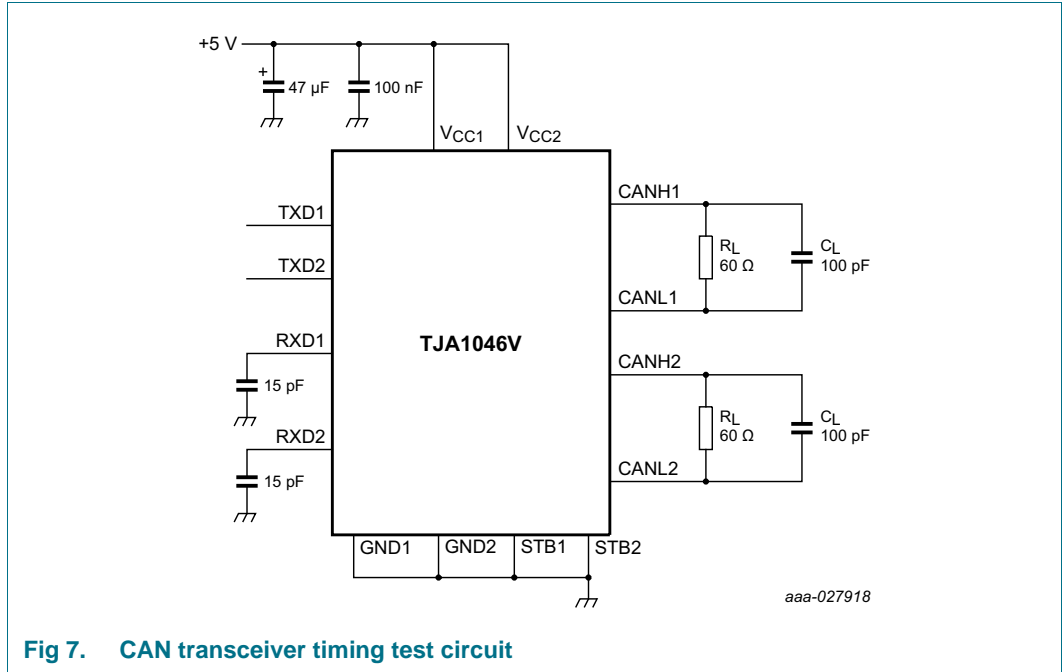 +5 V
+
47 µF
100 nF
VCC1
VCC2
TXD1
TXD2
RXD1
15 pF
RXD2
15 pF
TJA1046V
CANH1
RL
60 Ω
CL
100 pF
CANL1
CANH2
RL
60 Ω
CL
100 pF
CANL2
GND1
GND2
STB1
STB2
aaa-027918
Fig 7. CAN transceiver timing test circuit